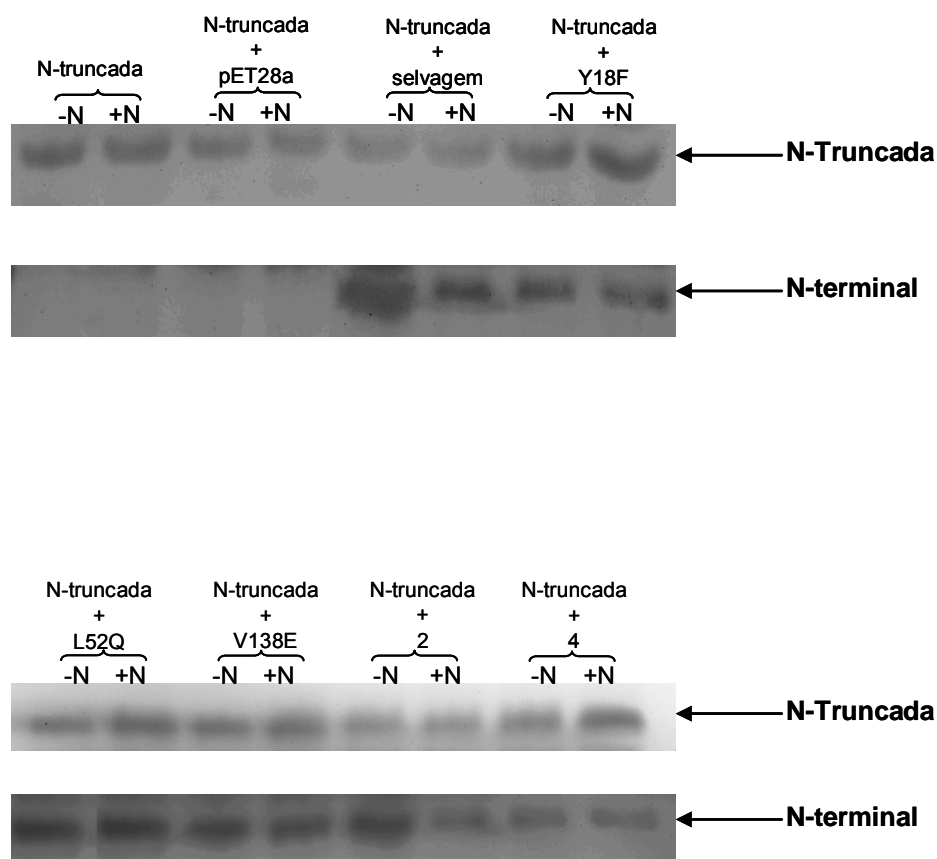 N-truncada
-N +N
N-truncada
+
pET28a
-N +N
N-truncada
+
selvagem
-N +N
N-truncada
+
Y18F
-N +N
N-Truncada
N-terminal
N-truncada
+
L52Q
-N +N
N-truncada
+
V138E
-N +N
N-truncada
+
2
-N +N
N-truncada
+
4
-N +N
N-Truncada
N-terminal